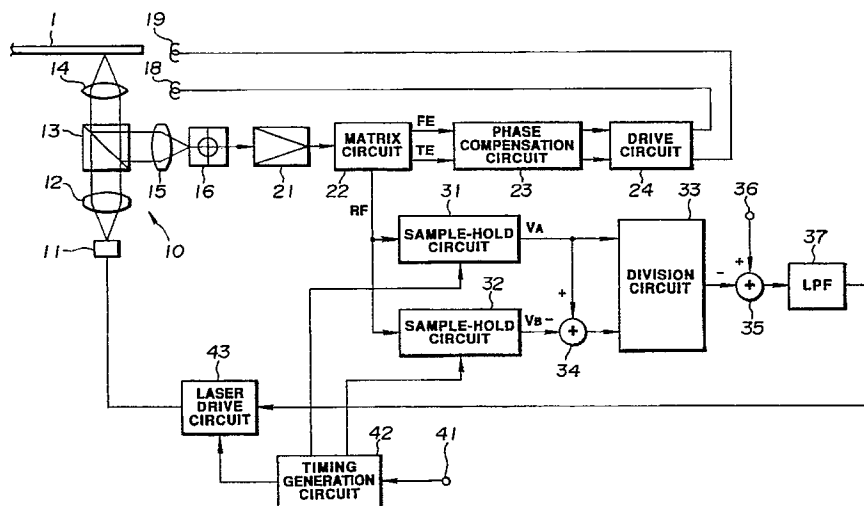 1
19
14
18
13
FE
TE
MATRIX
CIRCUIT
PHASE
COMPENSATION
CIRCUIT
DRIVE
CIRCUIT
12
15
16
21
22
23
24
10
11
RF
31
SAMPLE-HOLD
CIRCUIT
VA
33
DIVISION
CIRCUIT
36
+
-
+
35
37
LPF
32
SAMPLE-HOLD
CIRCUIT
VB
-
+
+
34
43
LASER
DRIVE
CIRCUIT
42
TIMING
GENERATION
CIRCUIT
41